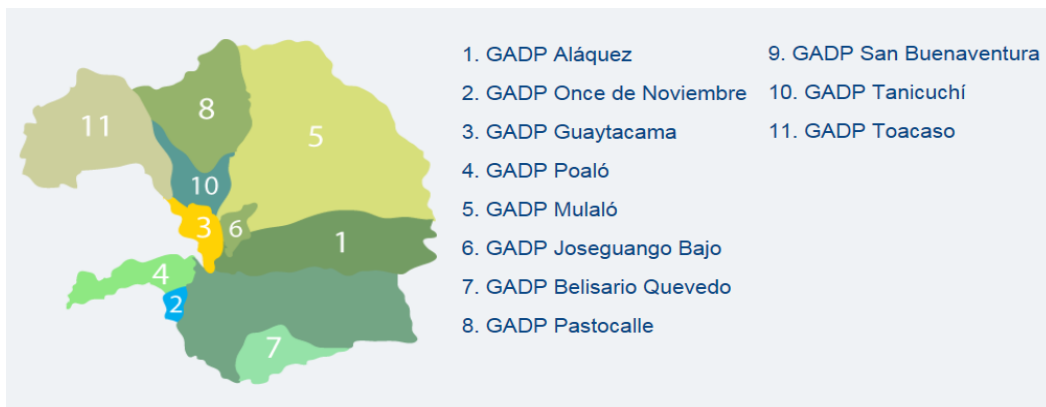 1. GADP Aláquez
2. GADP Once de Noviembre
3. GADP Guaytacama
4. GADP Poaló
5. GADP Mulaló
6. GADP Joseguango Bajo
7. GADP Belisario Quevedo
8. GADP Pastocalle
9. GADP San Buenaventura
10. GADP Tanicuchí
11. GADP Toacaso
8
11
5
10
3
6
1
4
2
7